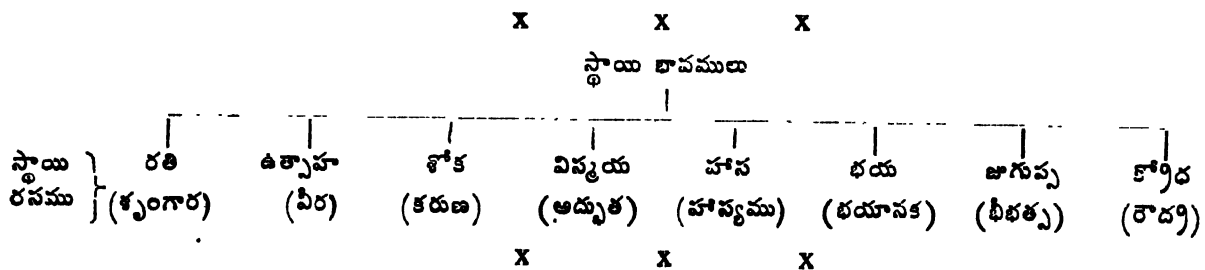 x x x
స్థాయి భావములు
స్థాయి రతి ఉత్సాహ శోక విస్మయ హాస భయ జుగుప్స క్రోధ
రసము (శృంగార) (వీర) (కరుణ) (అద్భుత) (హాస్యము) (భయానక) (భీభత్స) (రౌద్ర)
x x x